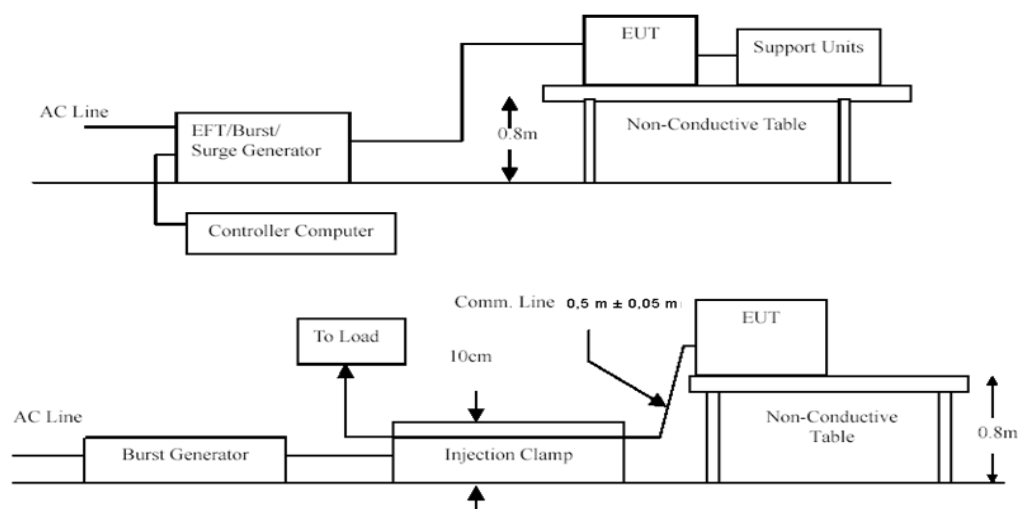 EUT
Support Units
AC Line
EFT/Burst/
Surge Generator
0.8m
Non-Conductive Table
Controller Computer
Comm. Line 0,5 m ± 0,05 m
EUT
To Load
10cm
AC Line
Non-Conductive
Table
0.8m
Burst Generator
Injection Clamp